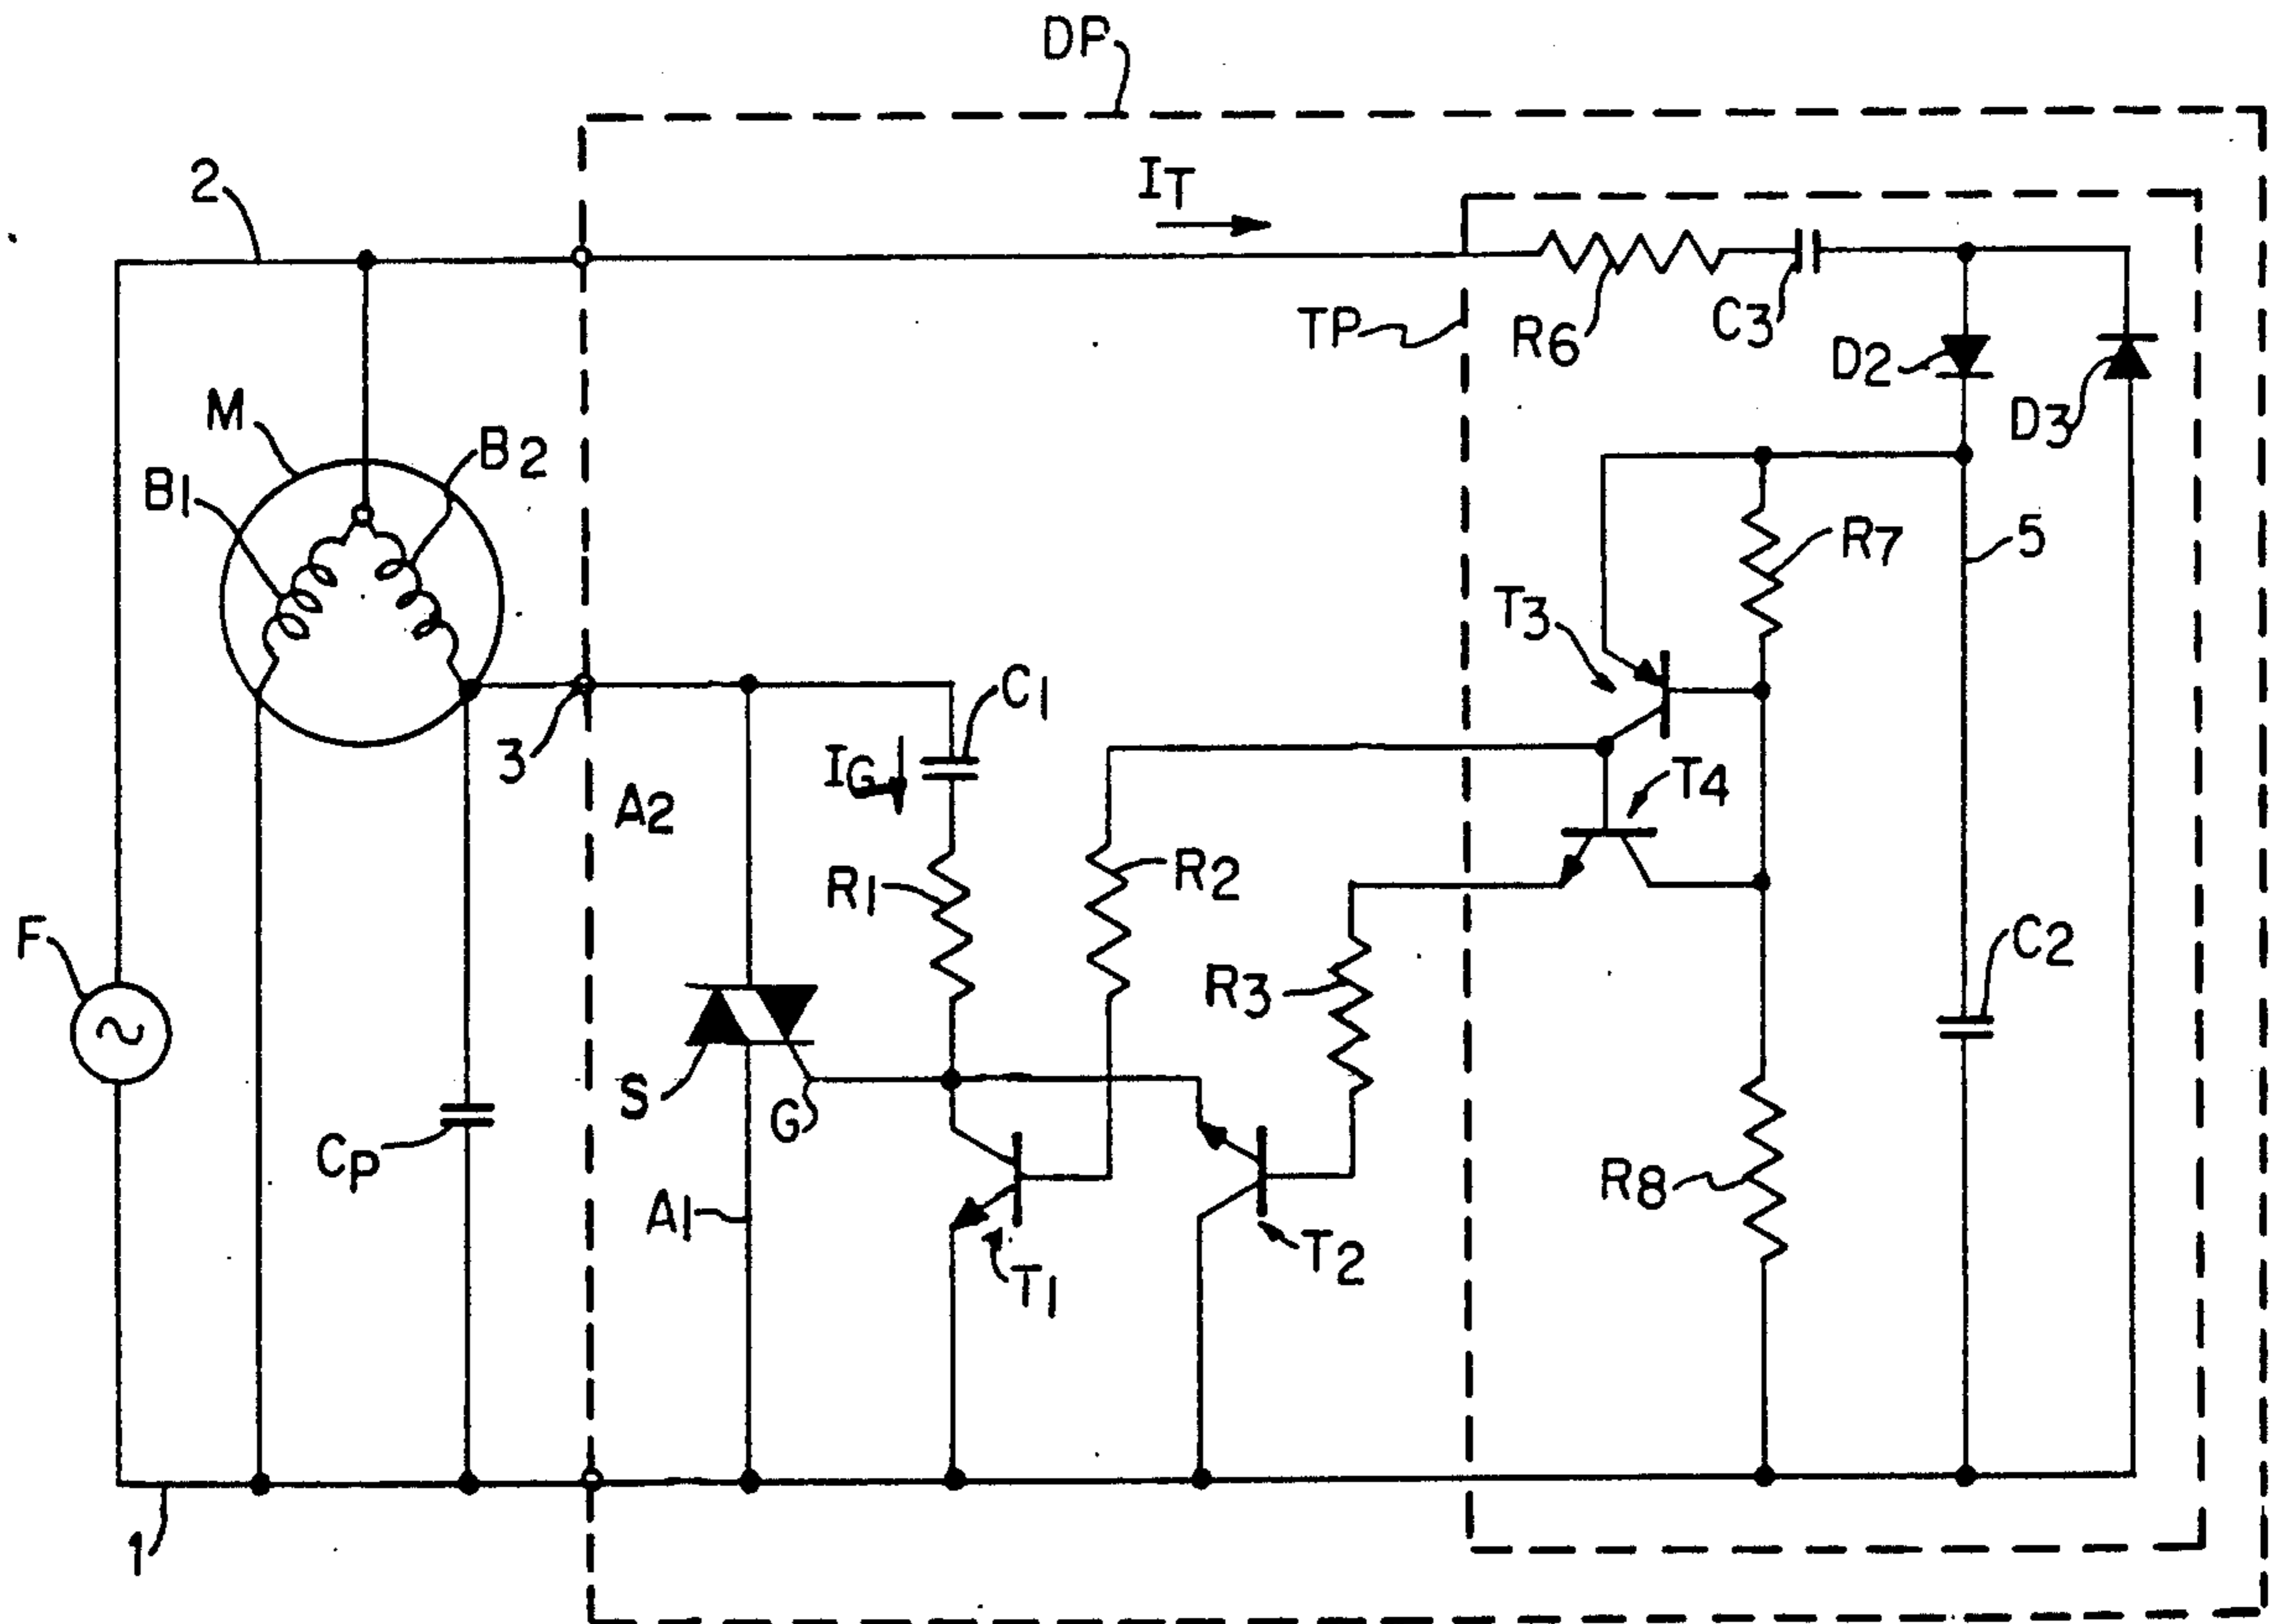 DP
2
IT
TP
R6
C3
D2
D3
M
B1
B2
R7
5
T3
3
C1
IG
A2
T4
R1
R2
R3
C2
F
S
G
CP
A1
T1
T2
R8
1